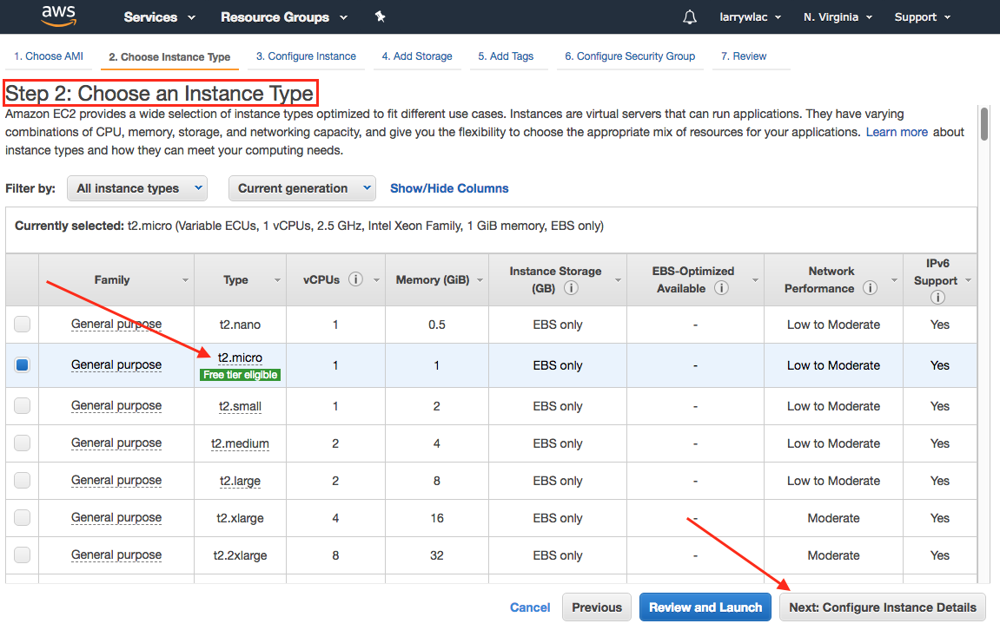 aws Services Resource Groups larrywlac N. Virginia Support
1. Choose AMI 2. Choose Instance Type 3. Configure Instance 4. Add Storage 5. Add Tags 6. Configure Security Group 7. Review
Step 2: Choose an Instance Type
Amazon EC2 provides a wide selection of instance types optimized to fit different use cases. Instances are virtual servers that can run applications. They have varying
combinations of CPU, memory, storage, and networking capacity, and give you the flexibility to choose the appropriate mix of resources for your applications. Learn more about
instance types and how they can meet your computing needs.
Filter by: All instance types Current generation Show/Hide Columns
Currently selected: t2.micro (Variable ECUs, 1 vCPUs, 2.5 GHz, Intel Xeon Family, 1 GiB memory, EBS only)
Family Type vCPUs i Memory (GiB) Instance Storage (GB) i EBS-Optimized Available i Network Performance i IPv6 Support i
General purpose t2.nano 1 0.5 EBS only - Low to Moderate Yes
General purpose t2.micro Free tier eligible 1 1 EBS only - Low to Moderate Yes
General purpose t2.small 1 2 EBS only - Low to Moderate Yes
General purpose t2.medium 2 4 EBS only - Low to Moderate Yes
General purpose t2.large 2 8 EBS only - Low to Moderate Yes
General purpose t2.xlarge 4 16 EBS only - Moderate Yes
General purpose t2.2xlarge 8 32 EBS only - Moderate Yes
Cancel Previous Review and Launch Next: Configure Instance Details